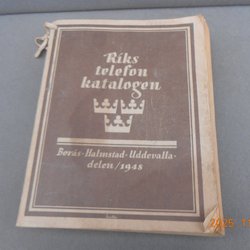 Riks
telefon
katalogen
Borås-Halmstad-Uddevalla-
delen/1948